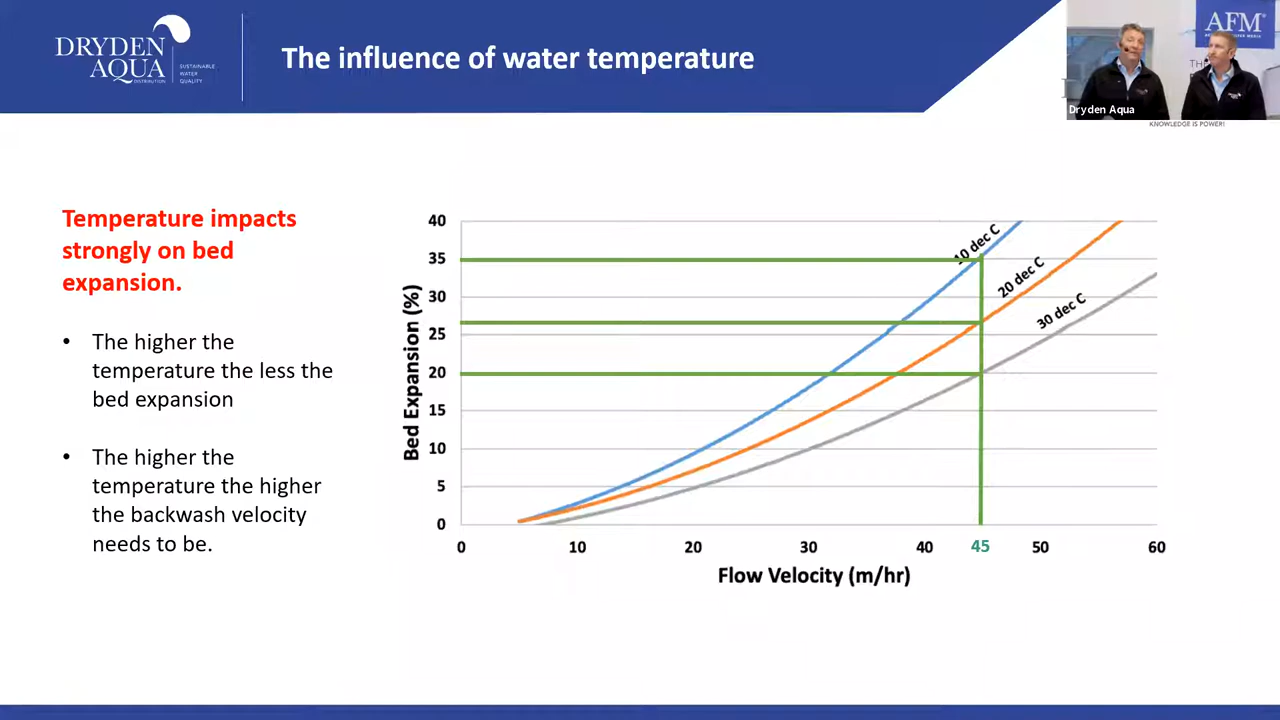 DRYDEN
AQUA
DISTRIBUTION
SUSTAINABLE
WATER
QUALITY
The influence of water temperature
AFM®
TH
Dryden Aqua
KNOWLEDGE IS POWER!
Temperature impacts
strongly on bed
expansion.
• The higher the
temperature the less the
bed expansion
• The higher the
temperature the higher
the backwash velocity
needs to be.
Bed Expansion (%)
40
35
30
25
20
15
10
5
0
10 dec C
20 dec C
30 dec C
0 10 20 30 40 45 50 60
Flow Velocity (m/hr)